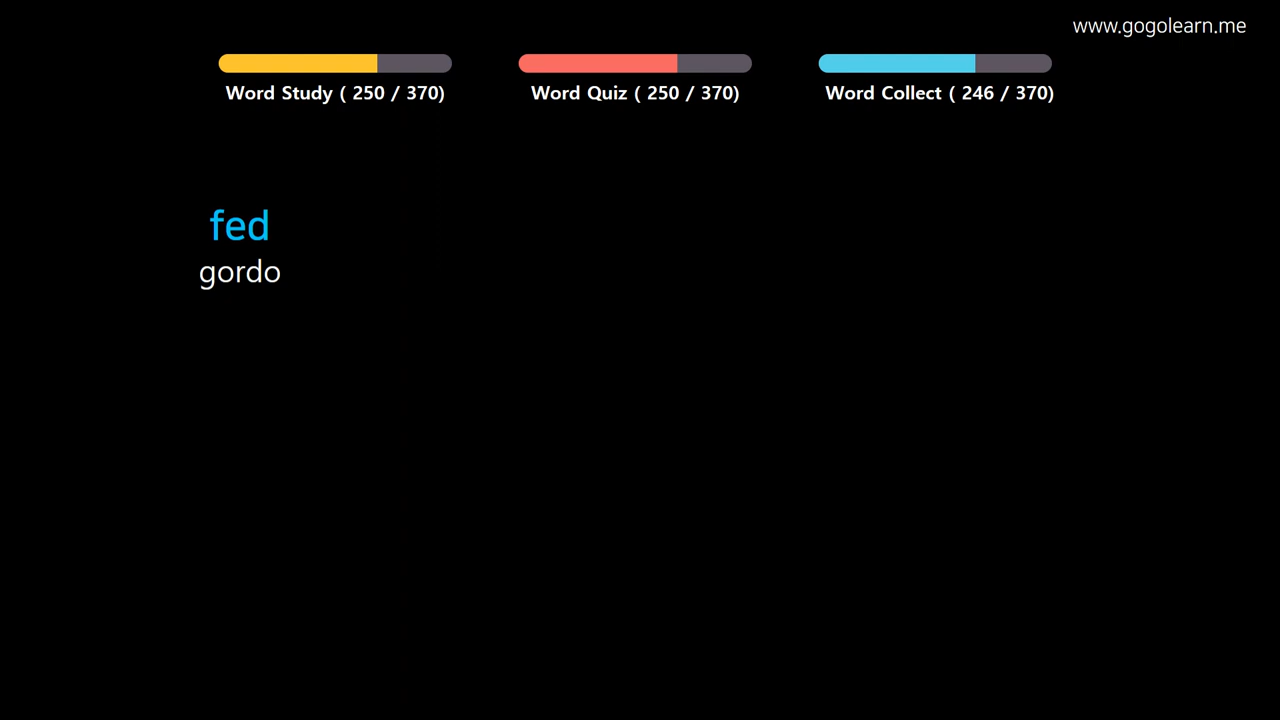 www.gogolearn.me
Word Study ( 250 / 370)
Word Quiz ( 250 / 370)
Word Collect ( 246 / 370)
fed
gordo